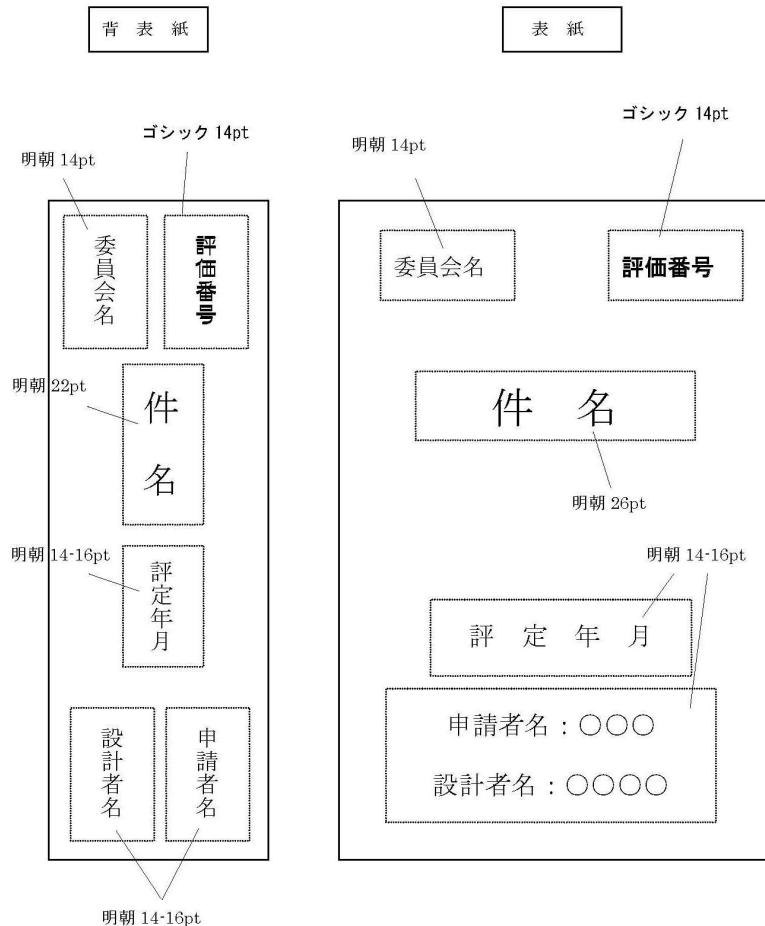 背 表 紙
ゴシック 14pt
明朝 14pt
委員会名
評価番号
明朝 22pt
件名
明朝 14-16pt
評定年月
設計者名
申請者名
明朝 14-16pt
表 紙
ゴシック 14pt
明朝 14pt
委員会名
評価番号
件 名
明朝 26pt
明朝 14-16pt
評 定 年 月
申請者名：○○○
設計者名：○○○○